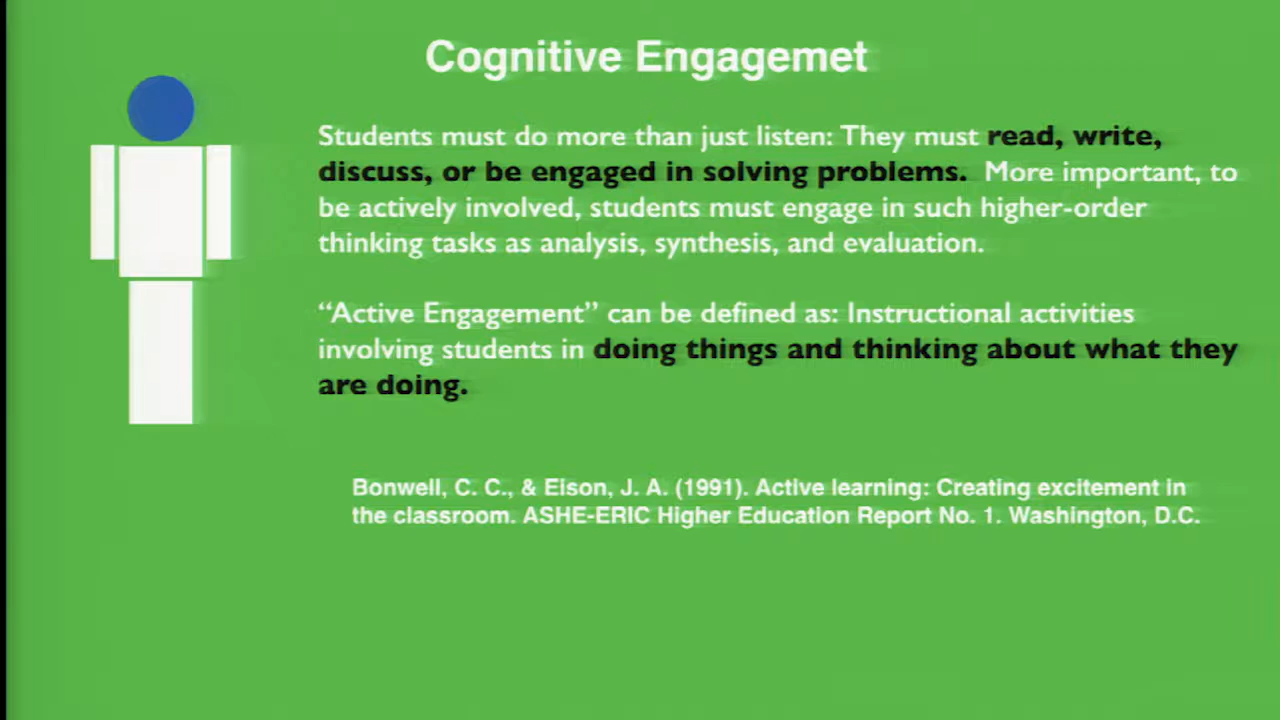 Cognitive Engagemet
Students must do more than just listen: They must read, write,
discuss, or be engaged in solving problems. More important, to
be actively involved, students must engage in such higher-order
thinking tasks as analysis, synthesis, and evaluation.
“Active Engagement” can be defined as: Instructional activities
involving students in doing things and thinking about what they
are doing.
Bonwell, C. C., & Eison, J. A. (1991). Active learning: Creating excitement in
the classroom. ASHE-ERIC Higher Education Report No. 1. Washington, D.C.